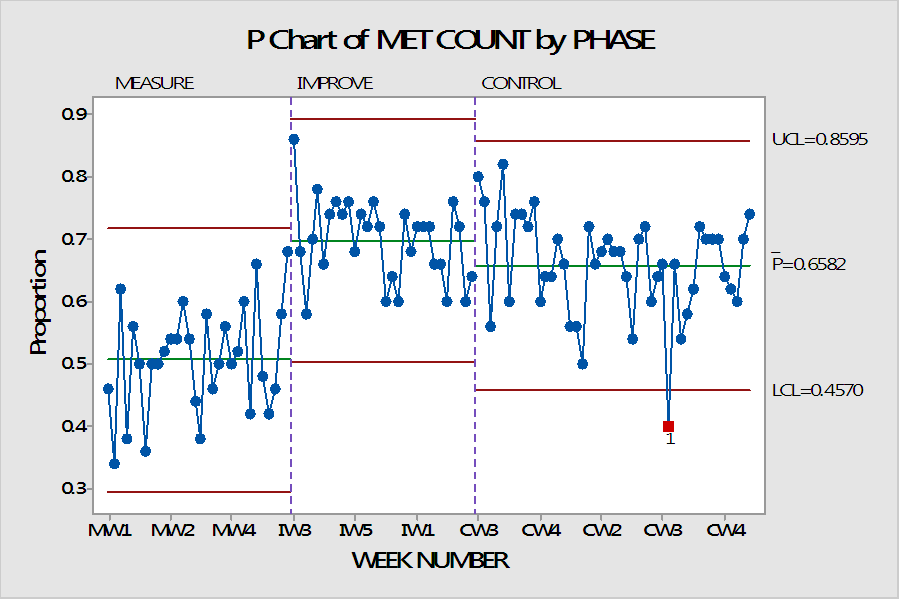 P Chart of MET COUNT by PHASE
MEASURE IMPROVE CONTROL
0.9
0.8
0.7
0.6
0.5
0.4
0.3
Proportion
UCL=0.8595
P̅=0.6582
LCL=0.4570
1
MW1 MW2 MW4 IW3 IW5 IW1 CW3 CW4 CW2 CW3 CW4
WEEK NUMBER